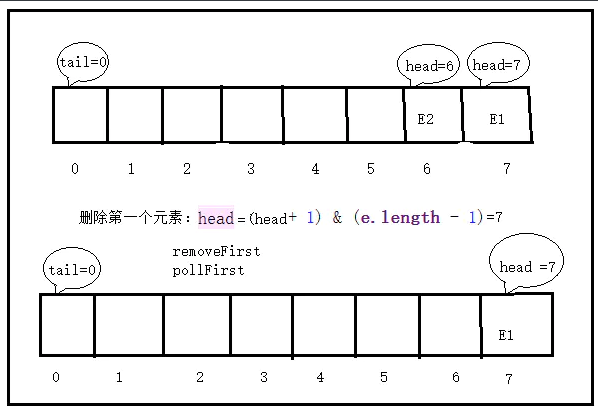 tail=0 head=6 head=7
E2 E1
0 1 2 3 4 5 6 7
删除第一个元素：head=(head+ 1) & (e.length - 1)=7
removeFirst
pollFirst
tail=0 head =7
E1
0 1 2 3 4 5 6 7